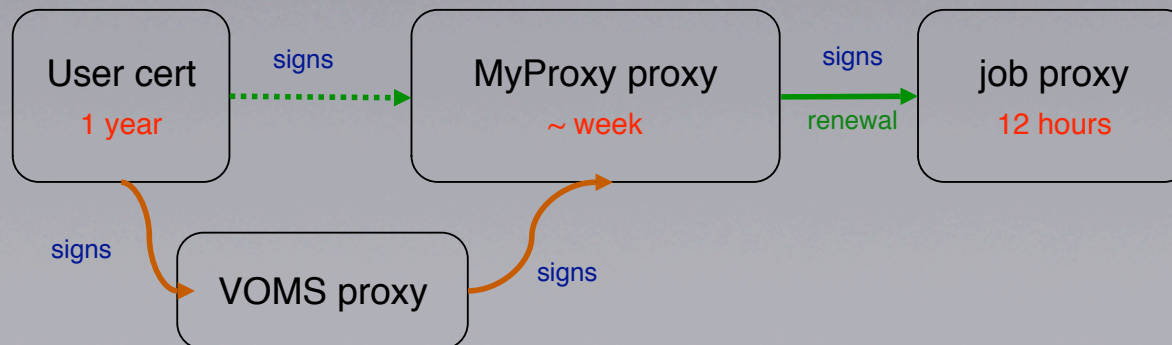 User cert
1 year
signs
MyProxy proxy
~ week
signs
renewal
job proxy
12 hours
signs
VOMS proxy
signs